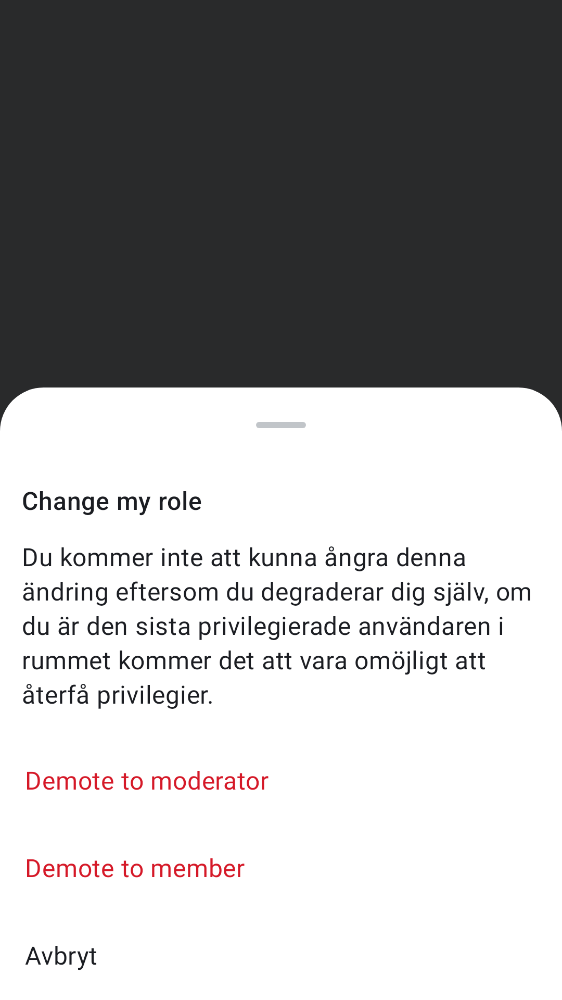 Change my role
Du kommer inte att kunna ångra denna
ändring eftersom du degraderar dig själv, om
du är den sista privilegierade användaren i
rummet kommer det att vara omöjligt att
återfå privilegier.
Demote to moderator
Demote to member
Avbryt